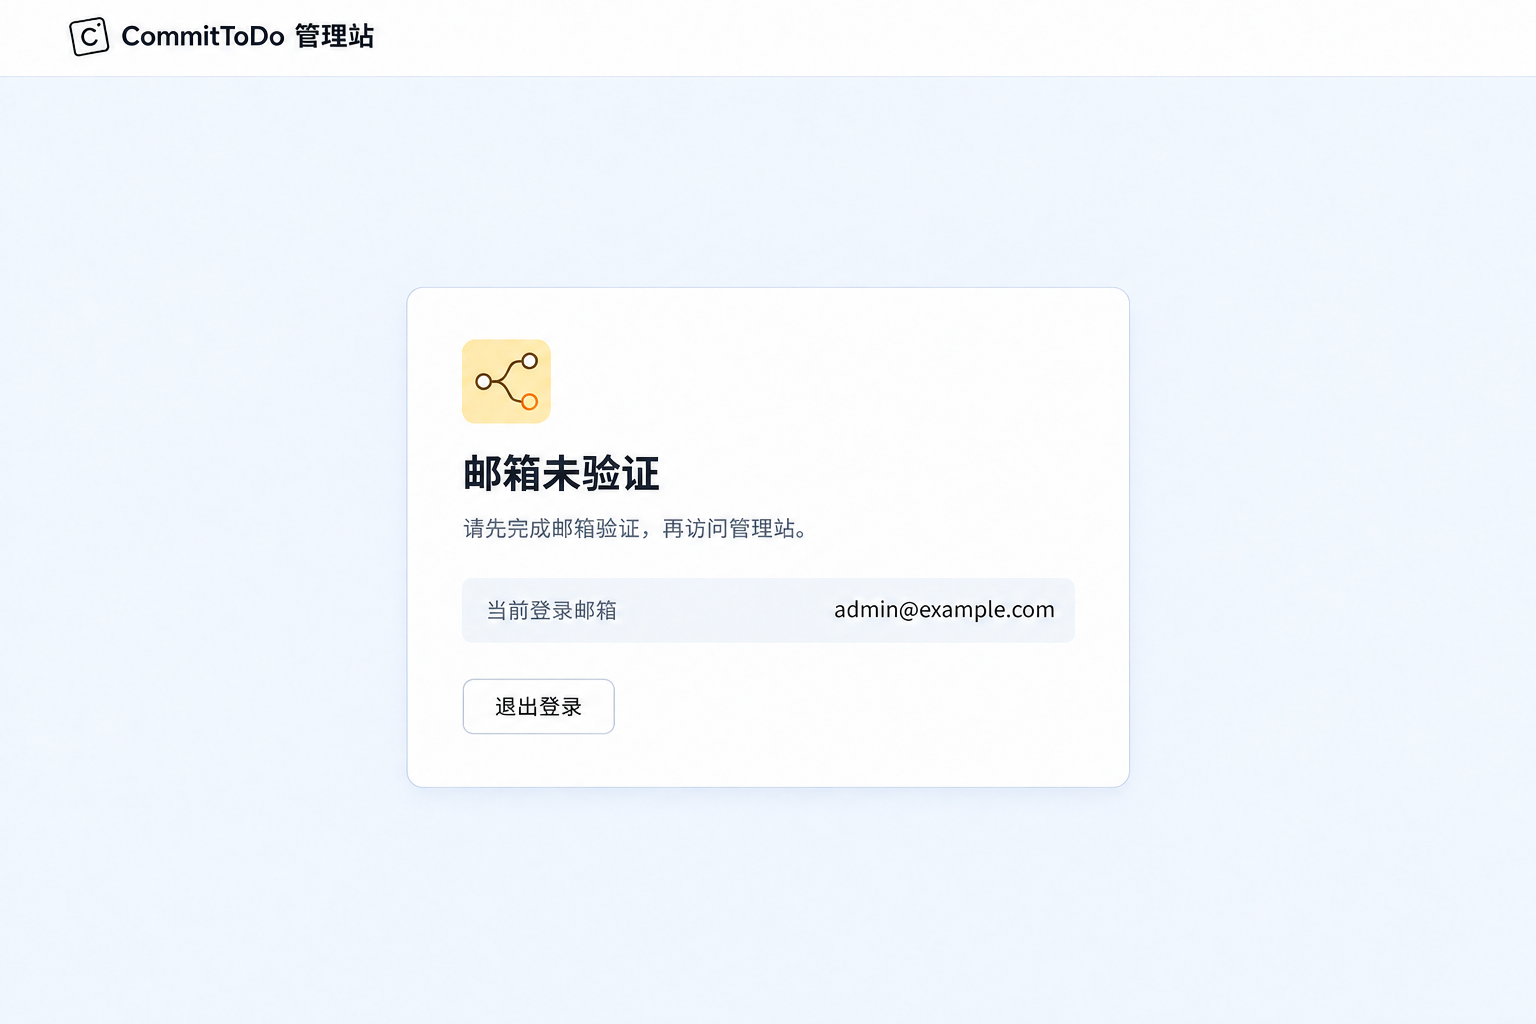 C CommitToDo 管理站
邮箱未验证
请先完成邮箱验证，再访问管理站。
当前登录邮箱 admin@example.com
退出登录